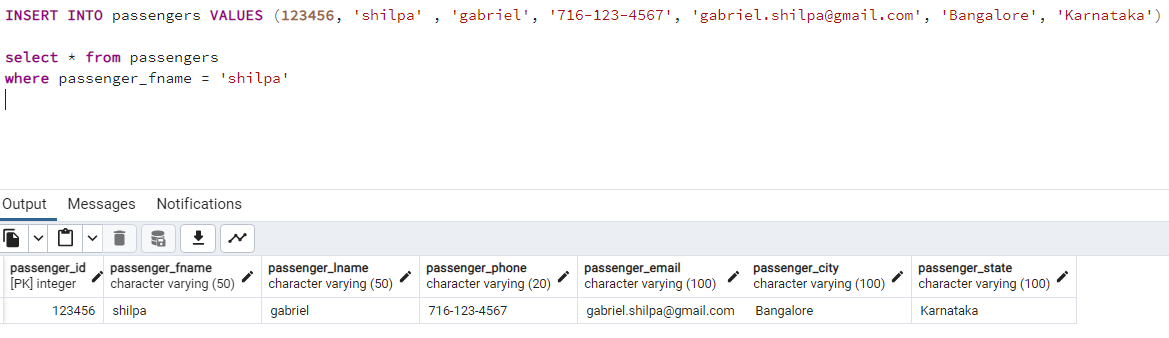 INSERT INTO passengers VALUES (123456, 'shilpa' , 'gabriel', '716-123-4567', 'gabriel.shilpa@gmail.com', 'Bangalore', 'Karnataka')
select * from passengers
where passenger_fname = 'shilpa'
Output Messages Notifications
passenger_id passenger_fname passenger_lname passenger_phone passenger_email passenger_city passenger_state
[PK] integer character varying (50) character varying (50) character varying (20) character varying (100) character varying (100) character varying (100)
123456 shilpa gabriel 716-123-4567 gabriel.shilpa@gmail.com Bangalore Karnataka